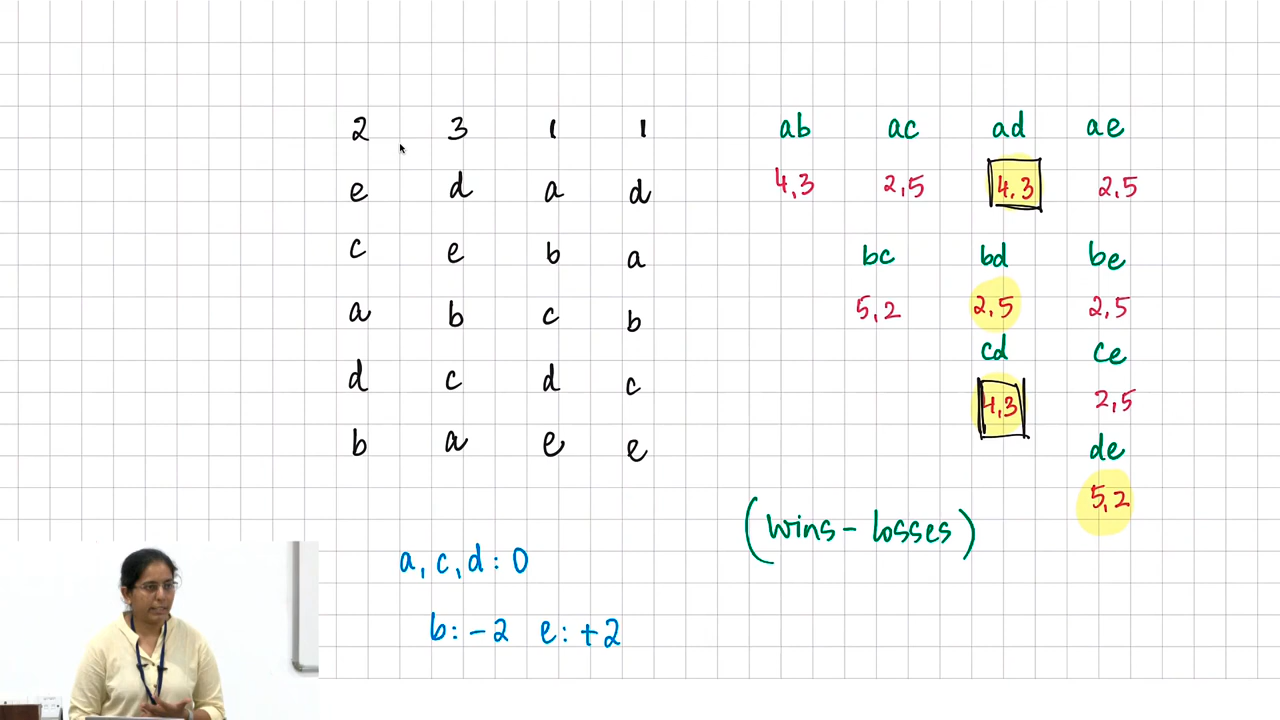 2 3 1 1
e d a d
c e b a
a b c b
d c d c
b a e e
ab ac ad ae
4,3 2,5 4,3 2,5
bc bd be
5,2 2,5 2,5
cd ce
4,3 2,5
de
5,2
(wins - losses)
a, c, d : 0
b: -2 e: +2